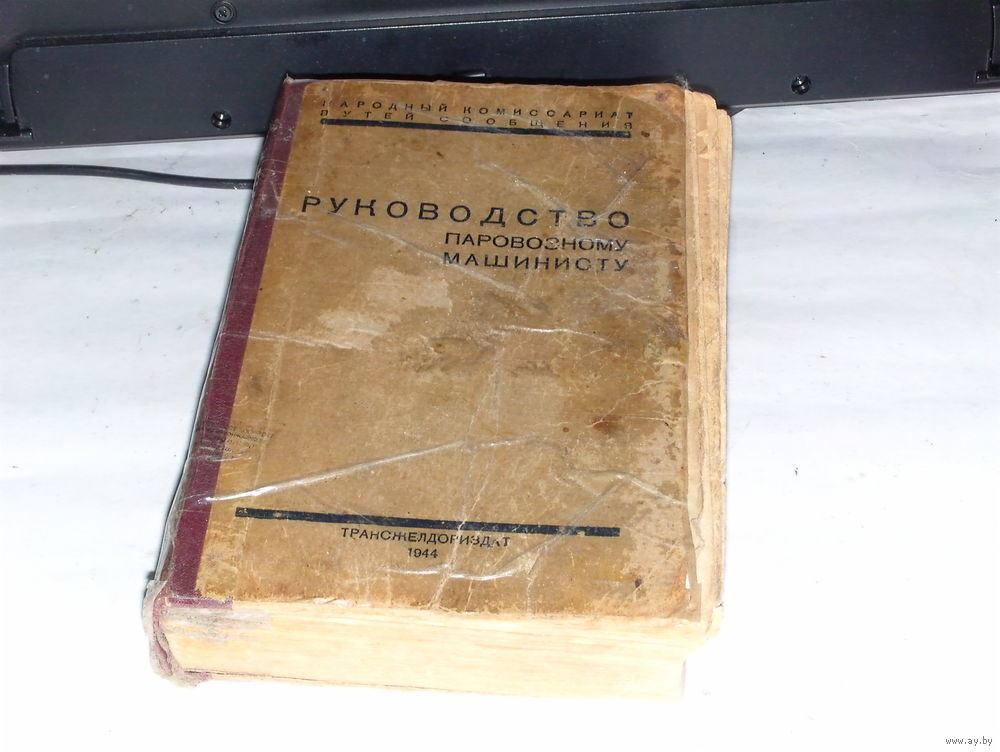 НАРОДНЫЙ КОМИССАРИАТ
ПУТЕЙ СООБЩЕНИЯ
РУКОВОДСТВО
ПАРОВОЗНОМУ
МАШИНИСТУ
ТРАНСЖЕЛДОРИЗДАТ
1944
www.ay.by